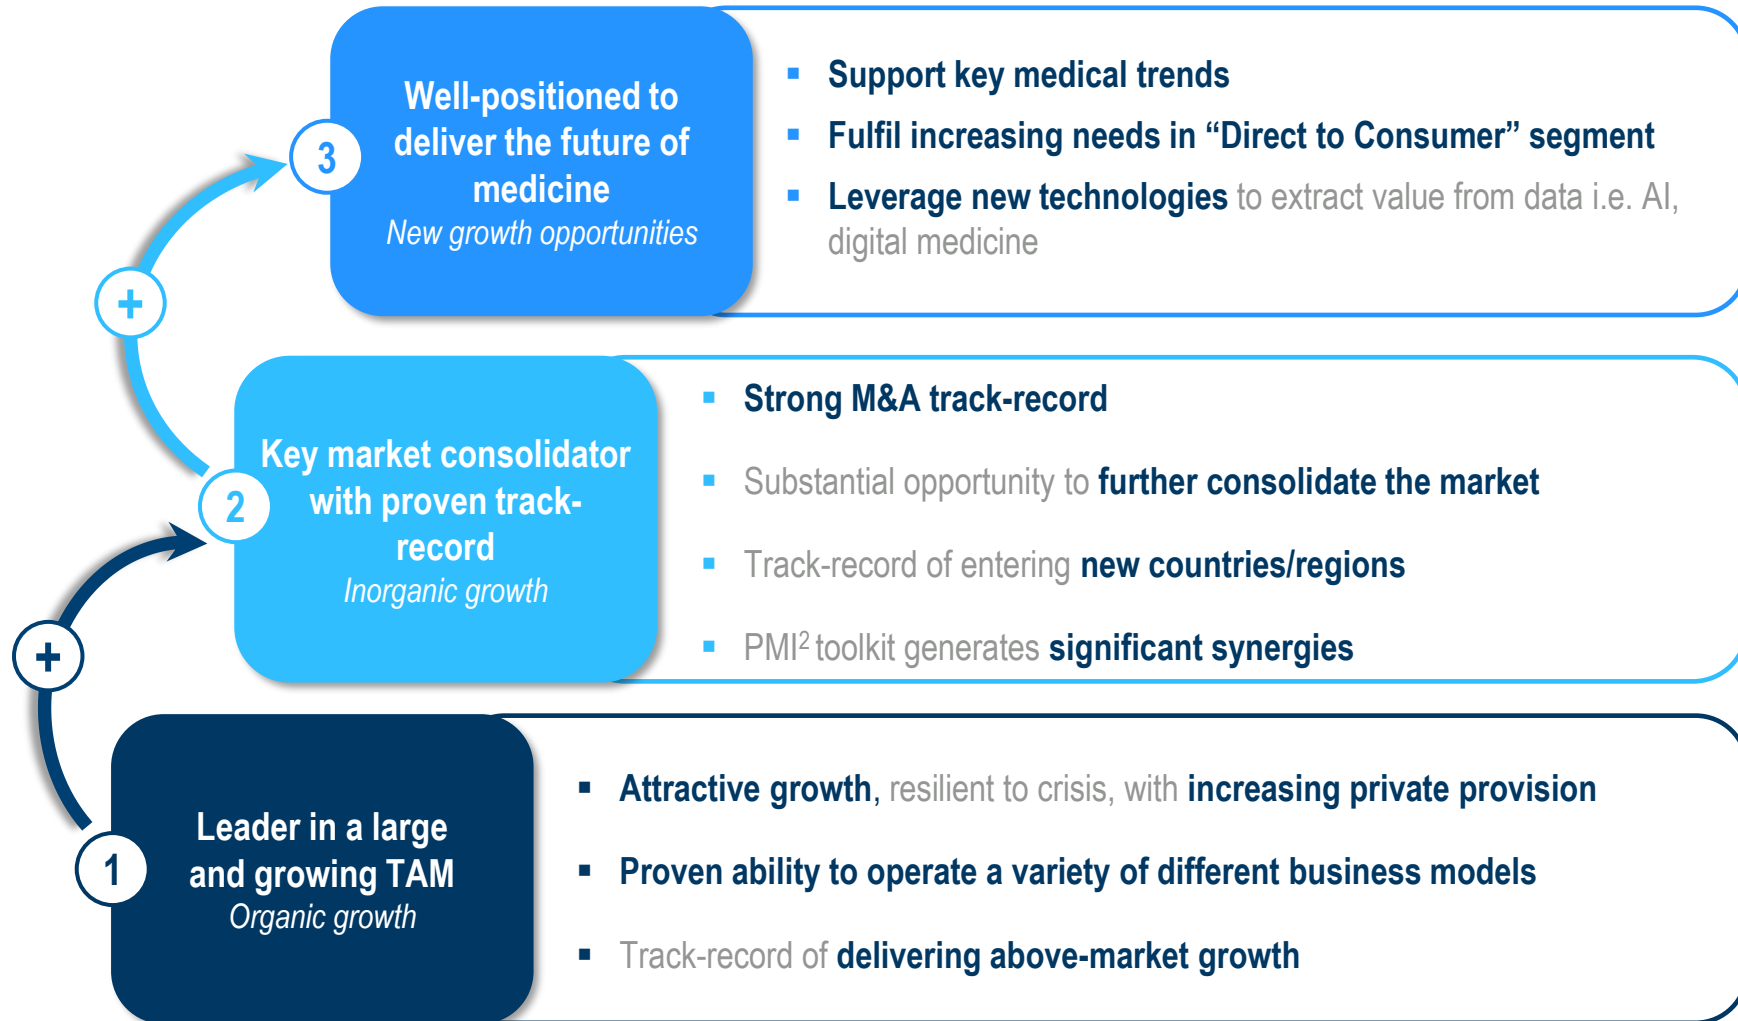 3
Well-positioned to
deliver the future of
medicine
New growth opportunities
▪ Support key medical trends
▪ Fulfil increasing needs in “Direct to Consumer” segment
▪ Leverage new technologies to extract value from data i.e. AI,
digital medicine
+
2
Key market consolidator
with proven track-
record
Inorganic growth
▪ Strong M&A track-record
▪ Substantial opportunity to further consolidate the market
▪ Track-record of entering new countries/regions
▪ PMI² toolkit generates significant synergies
+
1
Leader in a large
and growing TAM
Organic growth
▪ Attractive growth, resilient to crisis, with increasing private provision
▪ Proven ability to operate a variety of different business models
▪ Track-record of delivering above-market growth